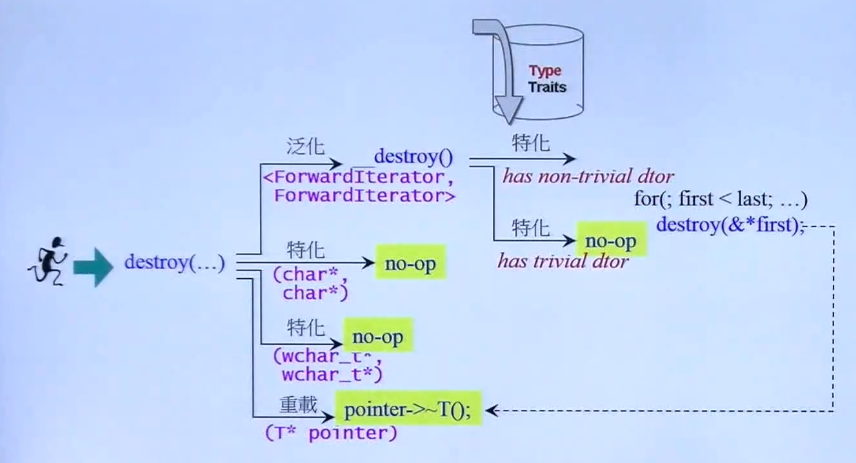 Type
Traits
泛化
__destroy()
<ForwardIterator,
ForwardIterator>
特化
has non-trivial dtor
for(; first < last; …)
destroy(&*first);
特化
no-op
has trivial dtor
destroy(…)
特化
(char*,
char*)
no-op
特化
(wchar_t*,
wchar_t*)
no-op
重載
(T* pointer)
pointer->~T();